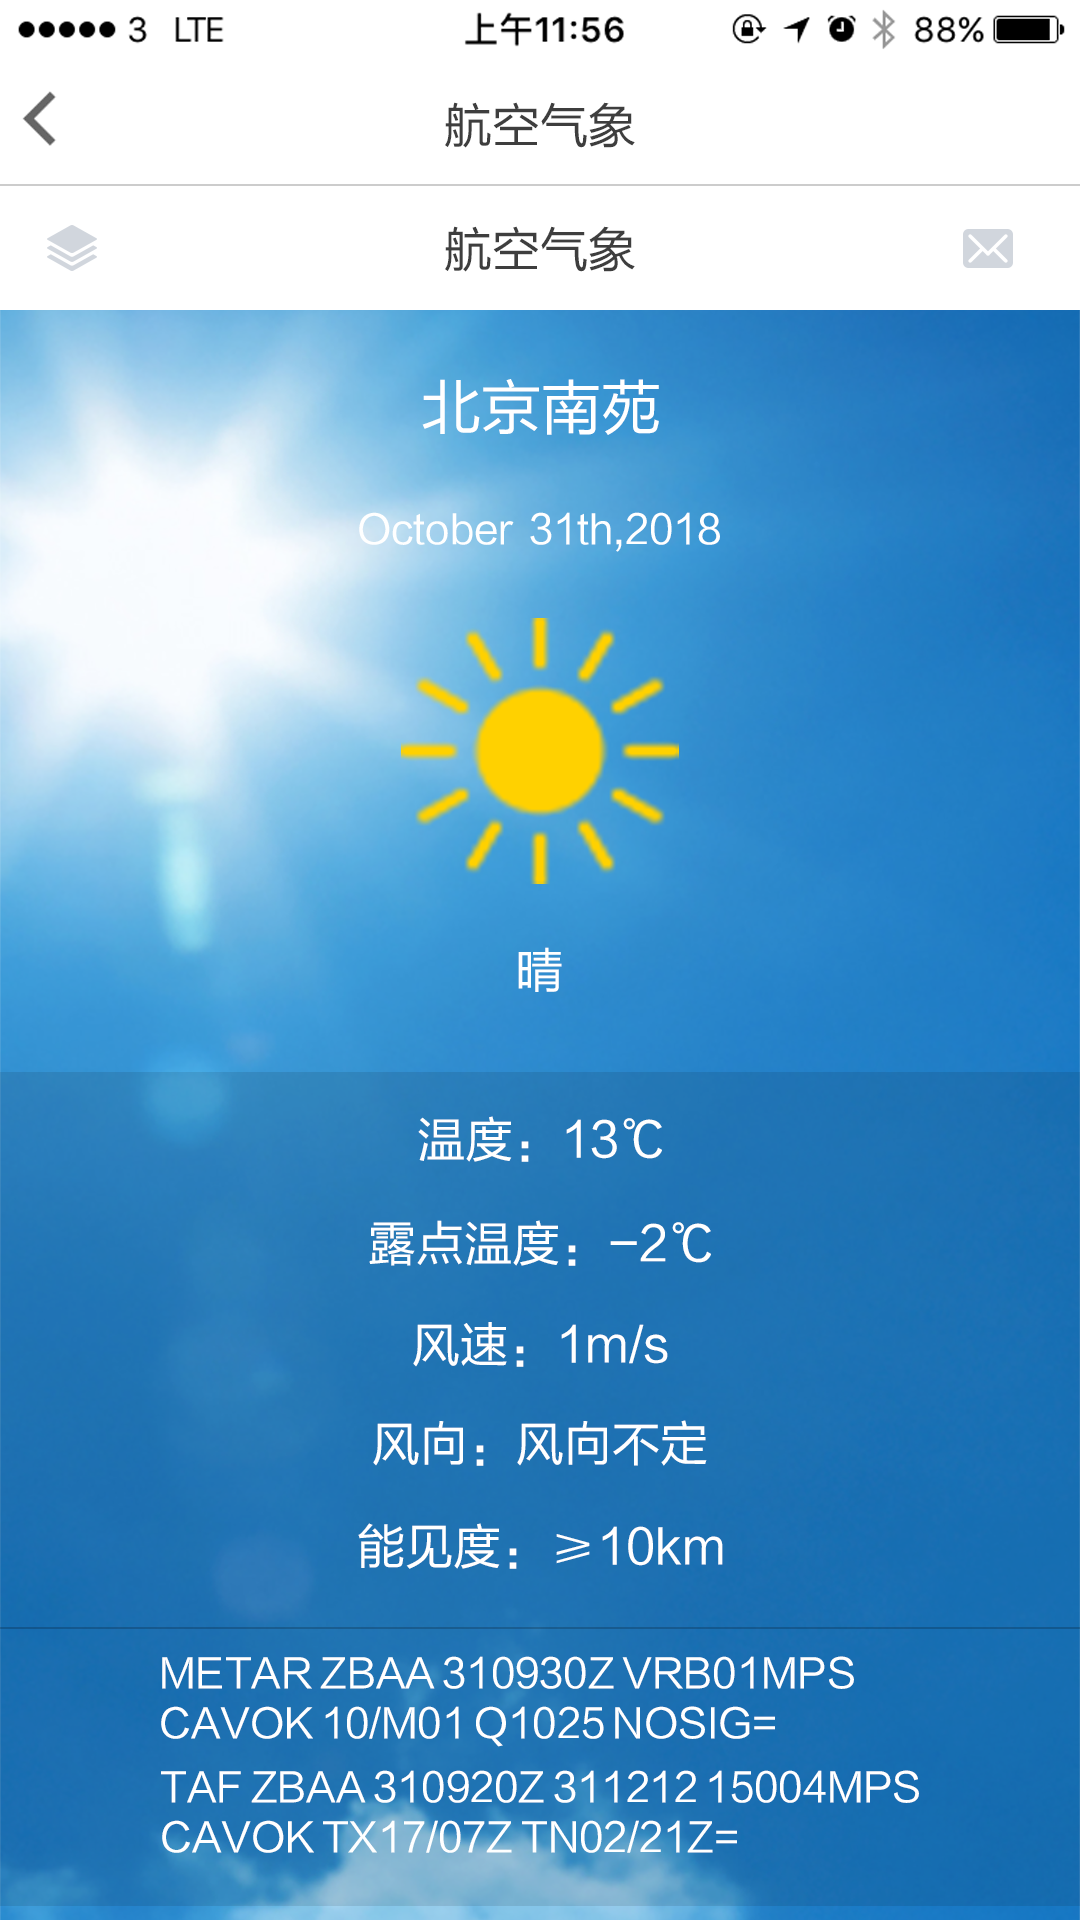 3 LTE 上午11:56 88%
航空气象
航空气象
北京南苑
October 31th,2018
晴
温度：13℃
露点温度：-2℃
风速：1m/s
风向：风向不定
能见度：≥10km
METAR ZBAA 310930Z VRB01MPS
CAVOK 10/M01 Q1025 NOSIG=
TAF ZBAA 310920Z 311212 15004MPS
CAVOK TX17/07Z TN02/21Z=